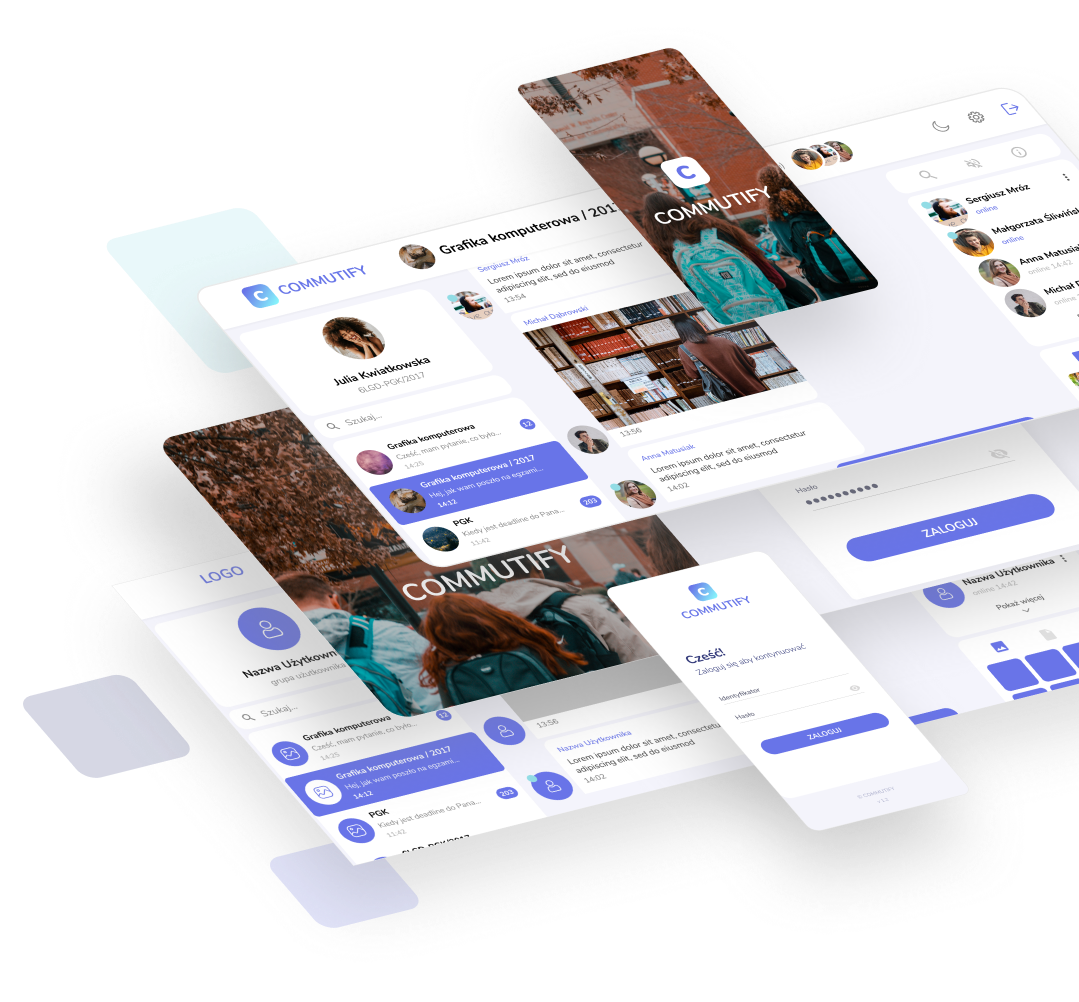 COMMUTIFY
COMMUTIFY
Grafika komputerowa / 201
Julia Kwiatkowska
6LGD-PGK/2017
Szukaj...
Grafika komputerowa
Cześć, mam pytanie, co było...
14:25
12
Grafika komputerowa / 2017
Hej, jak wam poszło na egzami...
14:12
PGK
Kiedy jest deadline do Pana...
11:42
203
Sergiusz Mróz
Lorem ipsum dolor sit amet, consectetur
adipiscing elit, sed do eiusmod
13:54
Michał Dąbrowski
13:56
Anna Matusiak
Lorem ipsum dolor sit amet, consectetur
adipiscing elit, sed do eiusmod
14:02
Sergiusz Mróz
online
Małgorzata Śliwińsk
online
Anna Matusia
online 14:42
Michał D
online
Hasło
ZALOGUJ
COMMUTIFY
LOGO
Nazwa Użytkown
grupa użutkownika
Szukaj...
Grafika komputerowa
Cześć, mam pytanie, co było...
14:25
12
Grafika komputerowa / 2017
Hej, jak wam poszło na egzami...
14:12
PGK
Kiedy jest deadline do Pana...
11:42
203
6LGD-PGK/2017
13:56
Nazwa Użytkownika
Lorem ipsum dolor sit amet, consectetur
adipiscing elit, sed do eiusmod
14:02
COMMUTIFY
Cześć!
Zaloguj się aby kontynuować
Identyfikator
Hasło
ZALOGUJ
© COMMUTIFY
Nazwa Użytkownika
online 14:42
Pokaż więcej